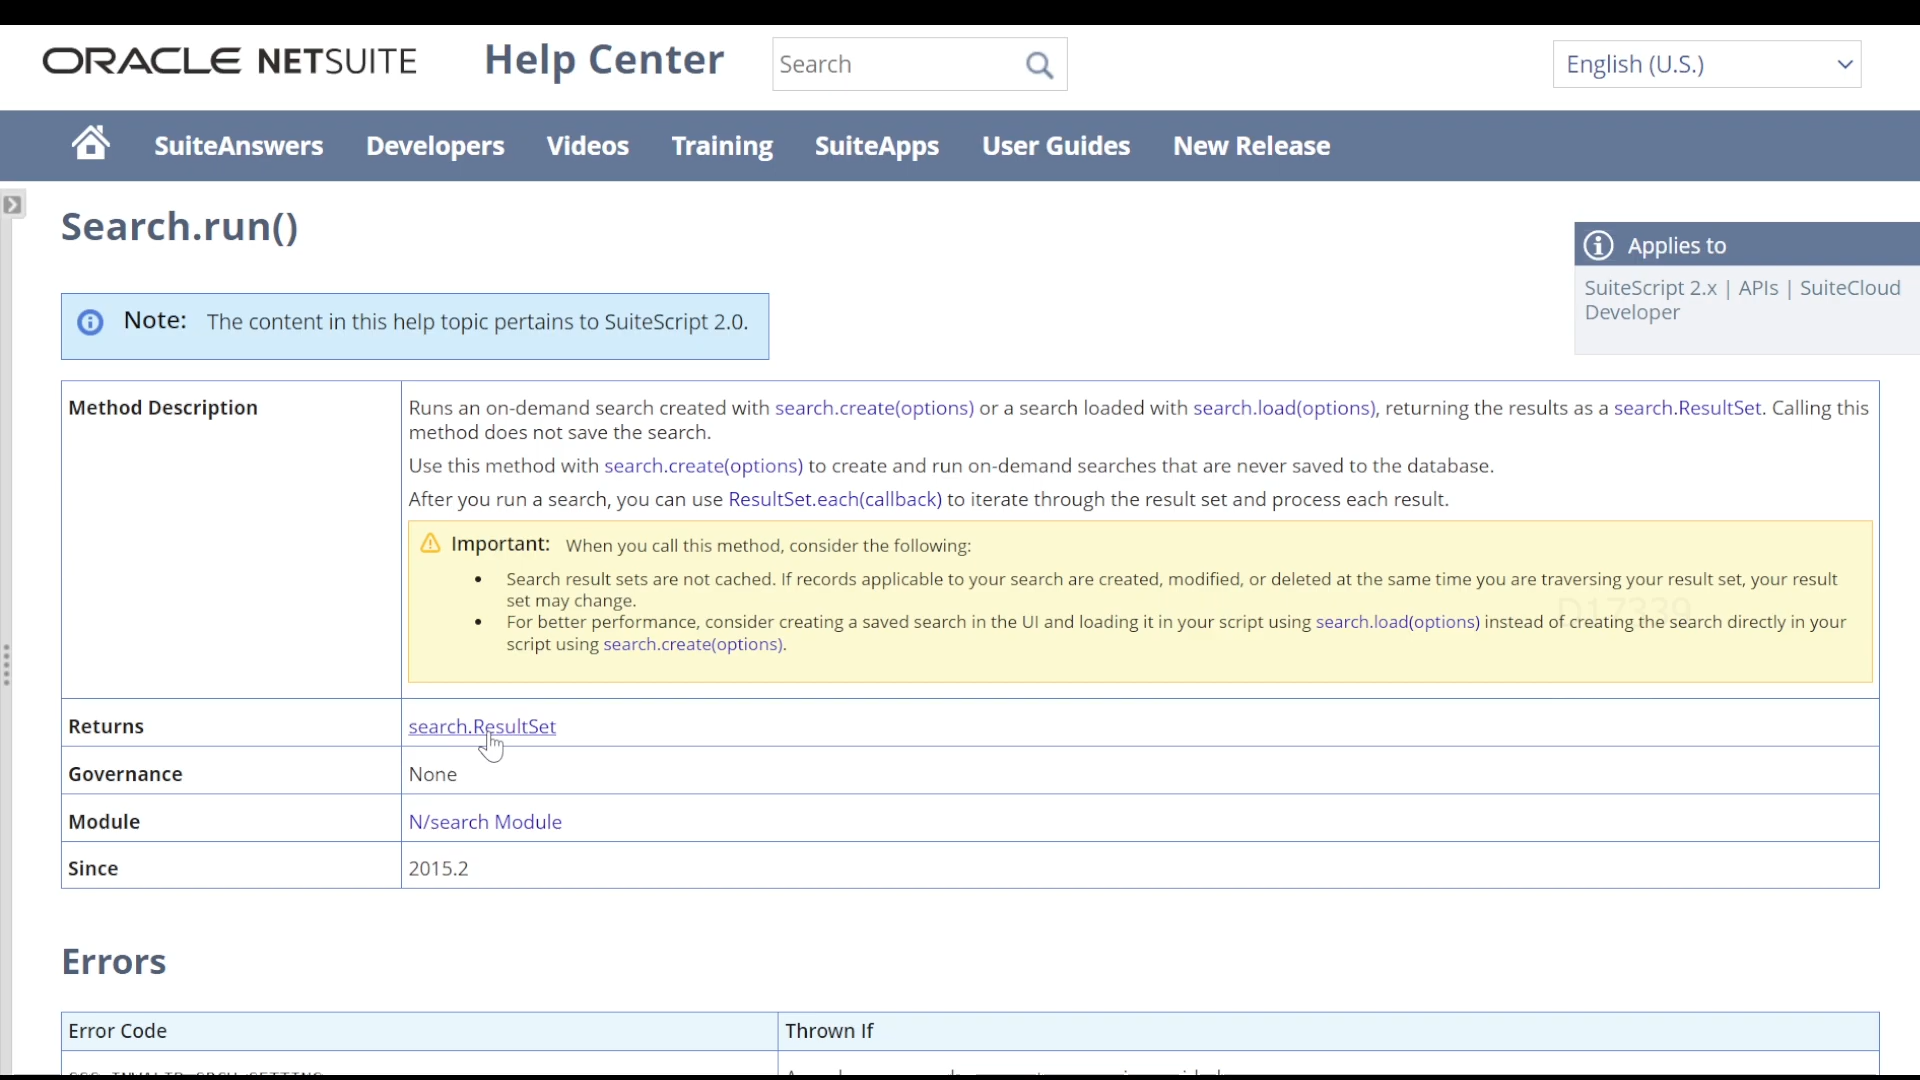 ORACLE NETSUITE
Help Center
Search
English (U.S.)
SuiteAnswers Developers Videos Training SuiteApps User Guides New Release
Search.run()
Applies to
SuiteScript 2.x | APIs | SuiteCloud
Developer
Note: The content in this help topic pertains to SuiteScript 2.0.
Method Description
Runs an on-demand search created with search.create(options) or a search loaded with search.load(options), returning the results as a search.ResultSet. Calling this
method does not save the search.
Use this method with search.create(options) to create and run on-demand searches that are never saved to the database.
After you run a search, you can use ResultSet.each(callback) to iterate through the result set and process each result.
Important: When you call this method, consider the following:
• Search result sets are not cached. If records applicable to your search are created, modified, or deleted at the same time you are traversing your result set, your result
set may change.
D17339
• For better performance, consider creating a saved search in the UI and loading it in your script using search.load(options) instead of creating the search directly in your
script using search.create(options).
Returns search.ResultSet
Governance None
Module N/search Module
Since 2015.2
Errors
Error Code Thrown If